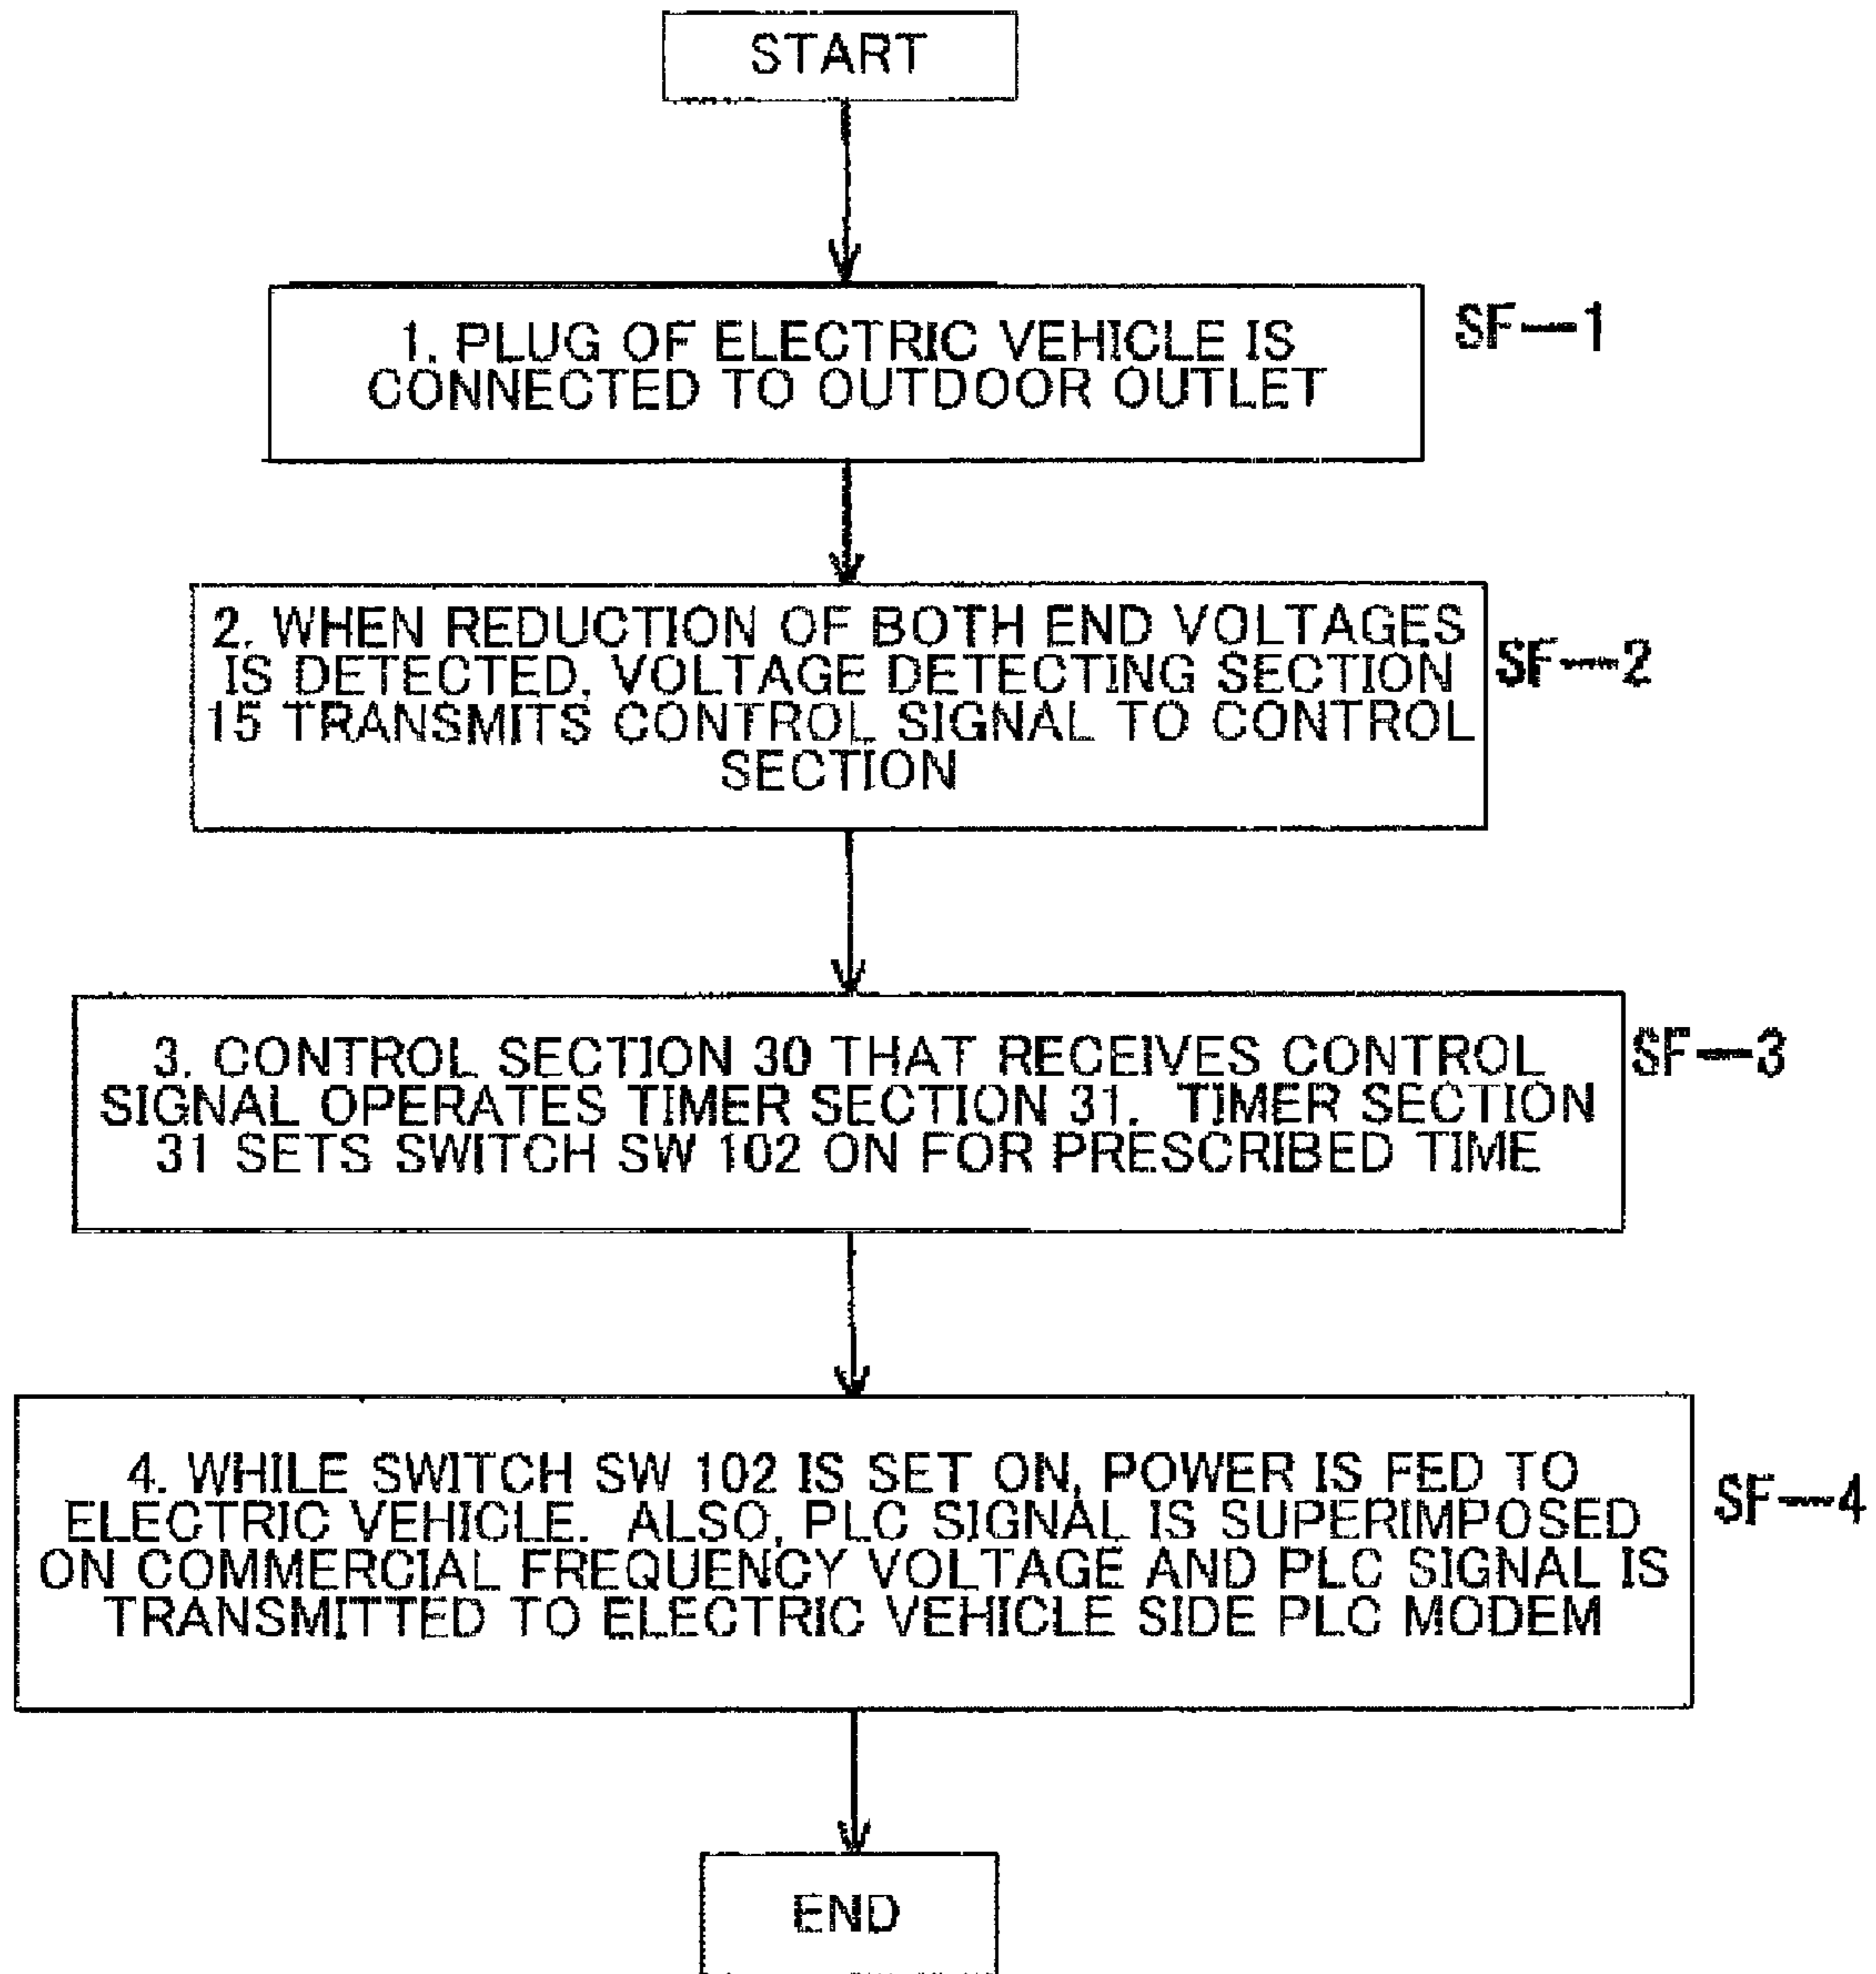 START
1. PLUG OF ELECTRIC VEHICLE IS
CONNECTED TO OUTDOOR OUTLET
SF—1
2. WHEN REDUCTION OF BOTH END VOLTAGES
IS DETECTED, VOLTAGE DETECTING SECTION
15 TRANSMITS CONTROL SIGNAL TO CONTROL
SECTION
SF—2
3. CONTROL SECTION 30 THAT RECEIVES CONTROL
SIGNAL OPERATES TIMER SECTION 31. TIMER SECTION
31 SETS SWITCH SW 102 ON FOR PRESCRIBED TIME
SF—3
4. WHILE SWITCH SW 102 IS SET ON, POWER IS FED TO
ELECTRIC VEHICLE. ALSO, PLC SIGNAL IS SUPERIMPOSED
ON COMMERCIAL FREQUENCY VOLTAGE AND PLC SIGNAL IS
TRANSMITTED TO ELECTRIC VEHICLE SIDE PLC MODEM
SF—4
END